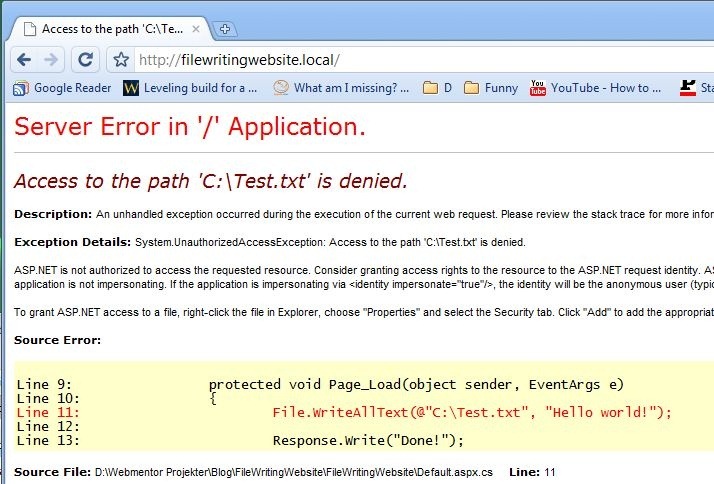 Access to the path 'C:\Te...
http://filewritingwebsite.local/
Google Reader Leveling build for a ... What am I missing? ... D Funny YouTube - How to ... Sta
Server Error in '/' Application.
Access to the path 'C:\Test.txt' is denied.
Description: An unhandled exception occurred during the execution of the current web request. Please review the stack trace for more infor
Exception Details: System.UnauthorizedAccessException: Access to the path 'C:\Test.txt' is denied.
ASP.NET is not authorized to access the requested resource. Consider granting access rights to the resource to the ASP.NET request identity. AS
application is not impersonating. If the application is impersonating via <identity impersonate="true"/>, the identity will be the anonymous user (typic
To grant ASP.NET access to a file, right-click the file in Explorer, choose "Properties" and select the Security tab. Click "Add" to add the appropriat
Source Error:
Line 9: protected void Page_Load(object sender, EventArgs e)
Line 10: {
Line 11: File.WriteAllText(@"C:\Test.txt", "Hello world!");
Line 12:
Line 13: Response.Write("Done!");
Source File: D:\Webmentor Projekter\Blog\FileWritingWebsite\FileWritingWebsite\Default.aspx.cs Line: 11